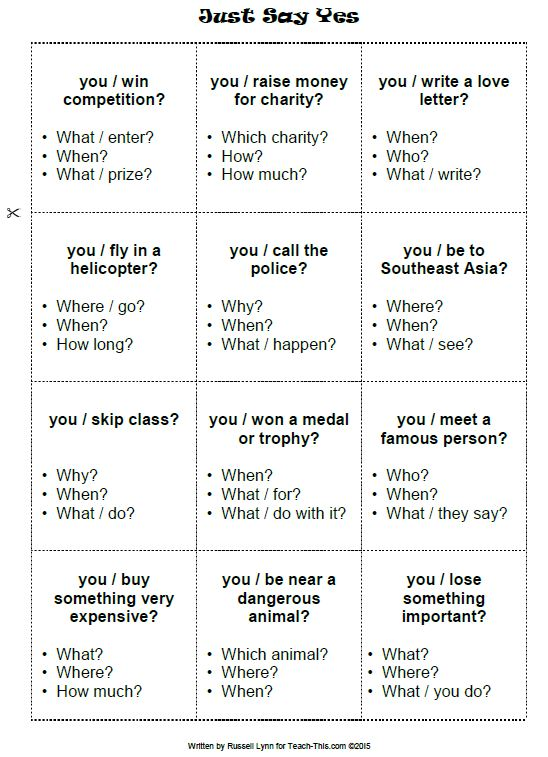 Just Say Yes
you / win
competition?
• What / enter?
• When?
• What / prize?
you / raise money
for charity?
• Which charity?
• How?
• How much?
you / write a love
letter?
• When?
• Who?
• What / write?
you / fly in a
helicopter?
• Where / go?
• When?
• How long?
you / call the
police?
• Why?
• When?
• What / happen?
you / be to
Southeast Asia?
• Where?
• When?
• What / see?
you / skip class?
• Why?
• When?
• What / do?
you / won a medal
or trophy?
• When?
• What / for?
• What / do with it?
you / meet a
famous person?
• Who?
• When?
• What / they say?
you / buy
something very
expensive?
• What?
• Where?
• How much?
you / be near a
dangerous
animal?
• Which animal?
• Where?
• When?
you / lose
something
important?
• What?
• Where?
• What / you do?
Written by Russell Lynn for Teach-This.com ©2015